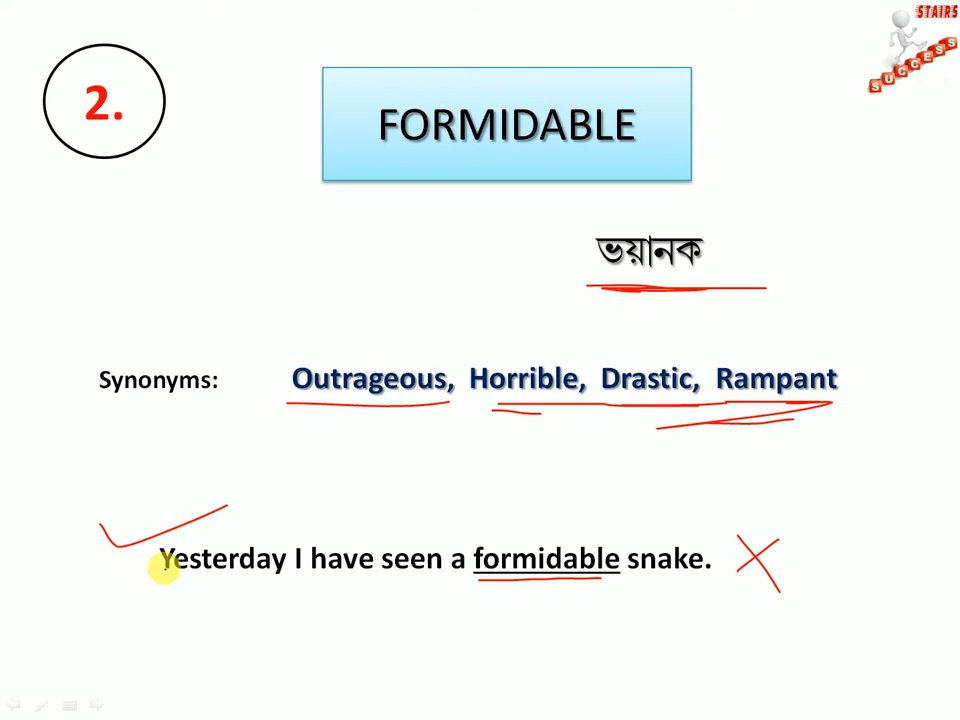 STAIRS
SUCCESS
2.
FORMIDABLE
ভয়ানক
Synonyms: Outrageous, Horrible, Drastic, Rampant
Yesterday I have seen a formidable snake.